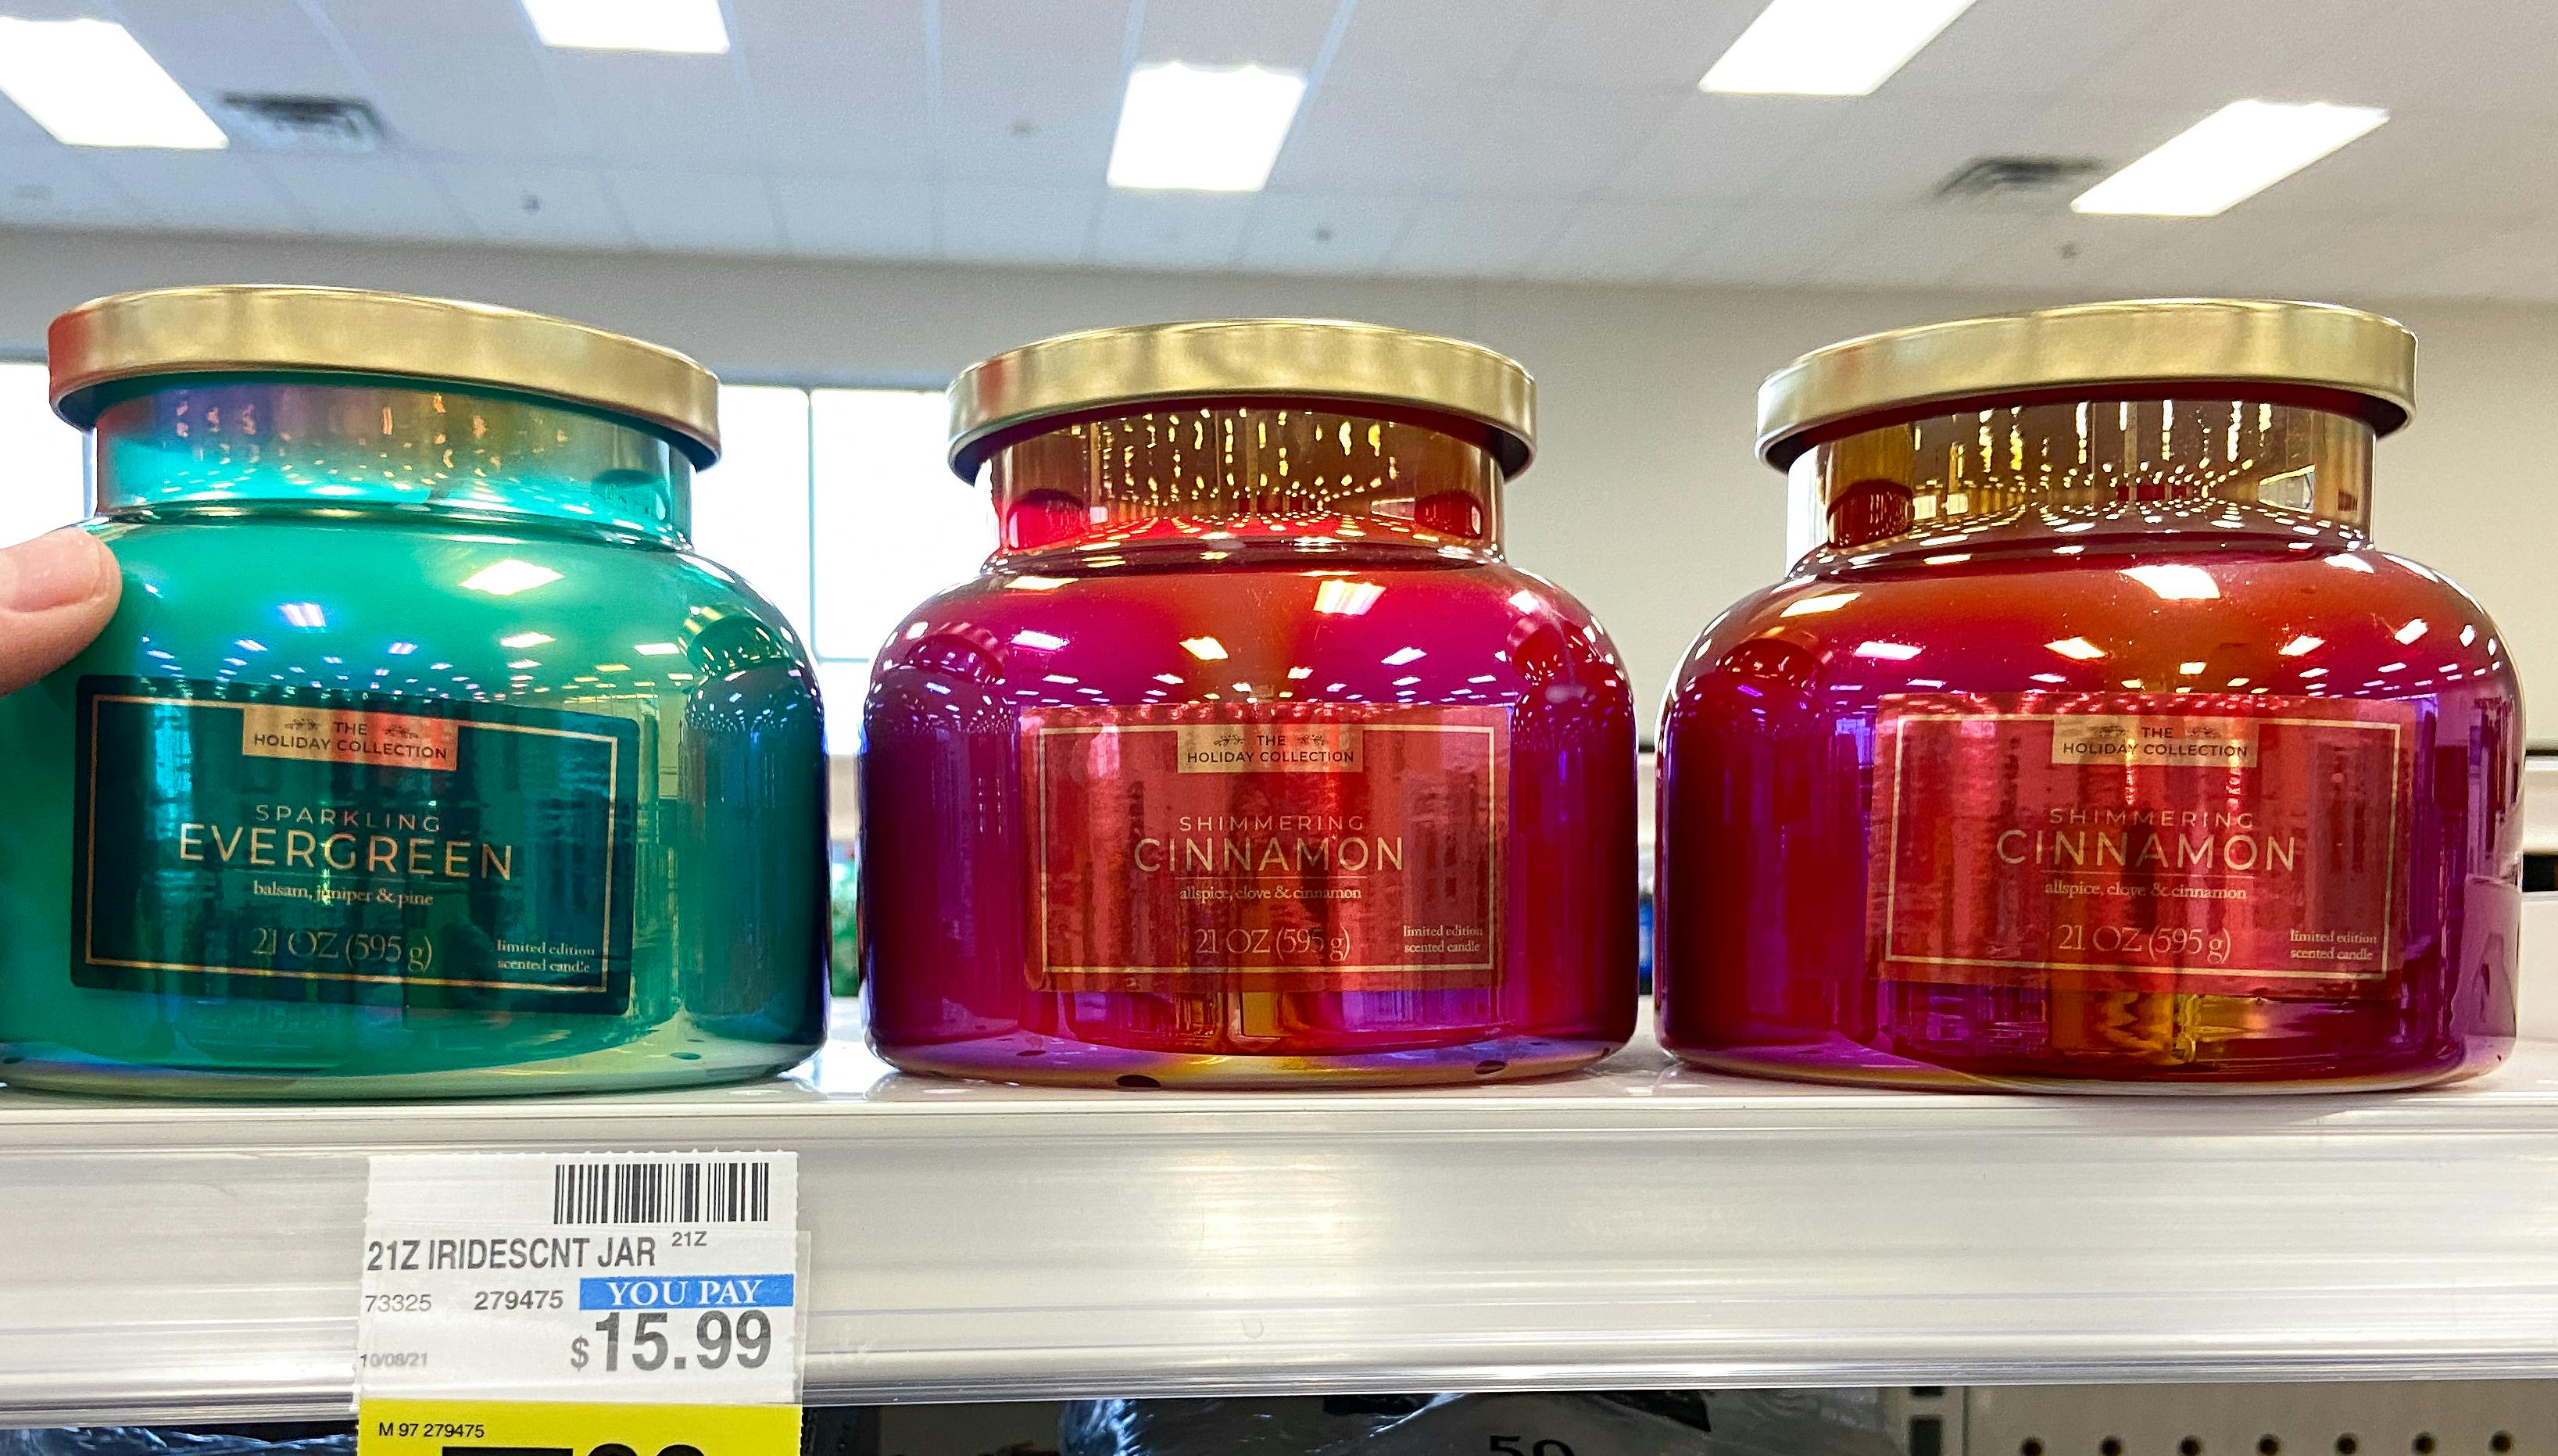 THE
HOLIDAY COLLECTION
SPARKLING
EVERGREEN
balsam, juniper & pine
21 OZ (595 g)
limited edition
scented candle
THE
HOLIDAY COLLECTION
SHIMMERING
CINNAMON
allspice, clove & cinnamon
21 OZ (595 g)
limited edition
scented candle
THE
HOLIDAY COLLECTION
SHIMMERING
CINNAMON
allspice, clove & cinnamon
21 OZ (595 g)
limited edition
scented candle
21Z IRIDESCNT JAR 21Z
73325 279475 YOU PAY
$15.99
10/08/21
M 97 279475